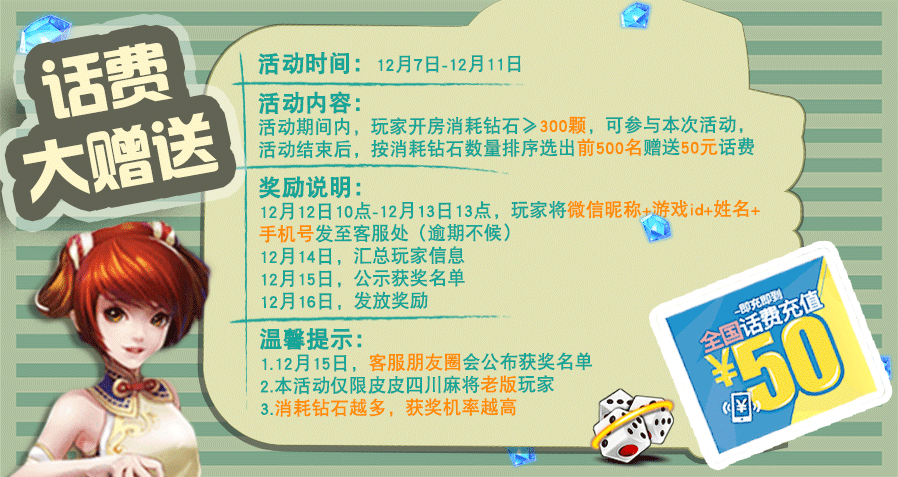 话费
大赠送
活动时间：12月7日-12月11日
活动内容：
活动期间内，玩家开房消耗钻石≥300颗，可参与本次活动，
活动结束后，按消耗钻石数量排序选出前500名赠送50元话费
奖励说明：
12月12日10点-12月13日13点，玩家将微信昵称+游戏id+姓名+
手机号发至客服处（逾期不候）
12月14日，汇总玩家信息
12月15日，公示获奖名单
12月16日，发放奖励
温馨提示：
1.12月15日，客服朋友圈会公布获奖名单
2.本活动仅限皮皮四川麻将老版玩家
3.消耗钻石越多，获奖机率越高
即充即到
全国话费充值
¥50
¥